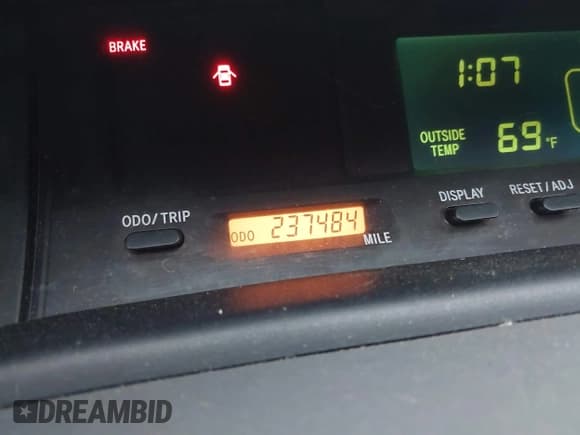 BRAKE
1:07
OUTSIDE TEMP 69°F
DISPLAY
RESET/ADJ
ODO/TRIP
ODO 237484
MILE
DREAMBID